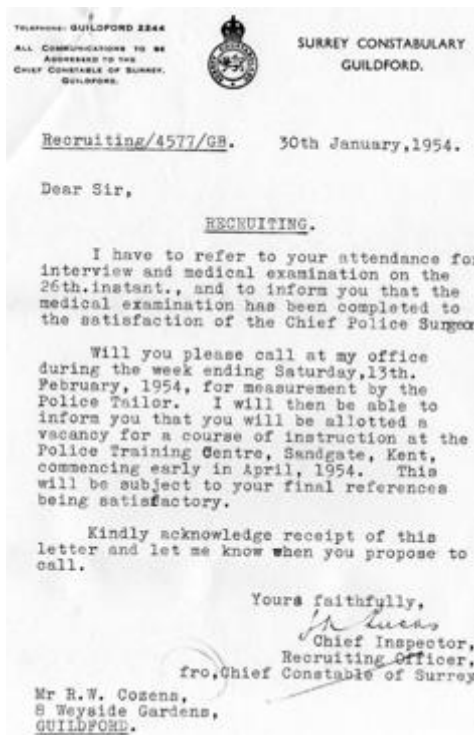 TELEPHONE: GUILDFORD 2244
ALL COMMUNICATIONS TO BE
ADDRESSED TO THE
CHIEF CONSTABLE OF SURREY,
GUILDFORD.
SURREY CONSTABULARY
GUILDFORD.
Recruiting/4577/GB. 30th January,1954.
Dear Sir,
RECRUITING.
I have to refer to your attendance for
interview and medical examination on the
26th.instant., and to inform you that the
medical examination has been completed to
the satisfaction of the Chief Police Surgeon
Will you please call at my office
during the week ending Saturday,13th.
February, 1954, for measurement by the
Police Tailor. I will then be able to
inform you that you will be allotted a
vacancy for a course of instruction at the
Police Training Centre, Sandgate, Kent,
commencing early in April, 1954. This
will be subject to your final references
being satisfactory.
Kindly acknowledge receipt of this
letter and let me know when you propose to
call.
Yours faithfully,
Lucas
Chief Inspector,
Recruiting Officer,
fro,Chief Constable of Surrey
Mr R.W. Cozens,
8 Weyside Gardens,
GUILDFORD.